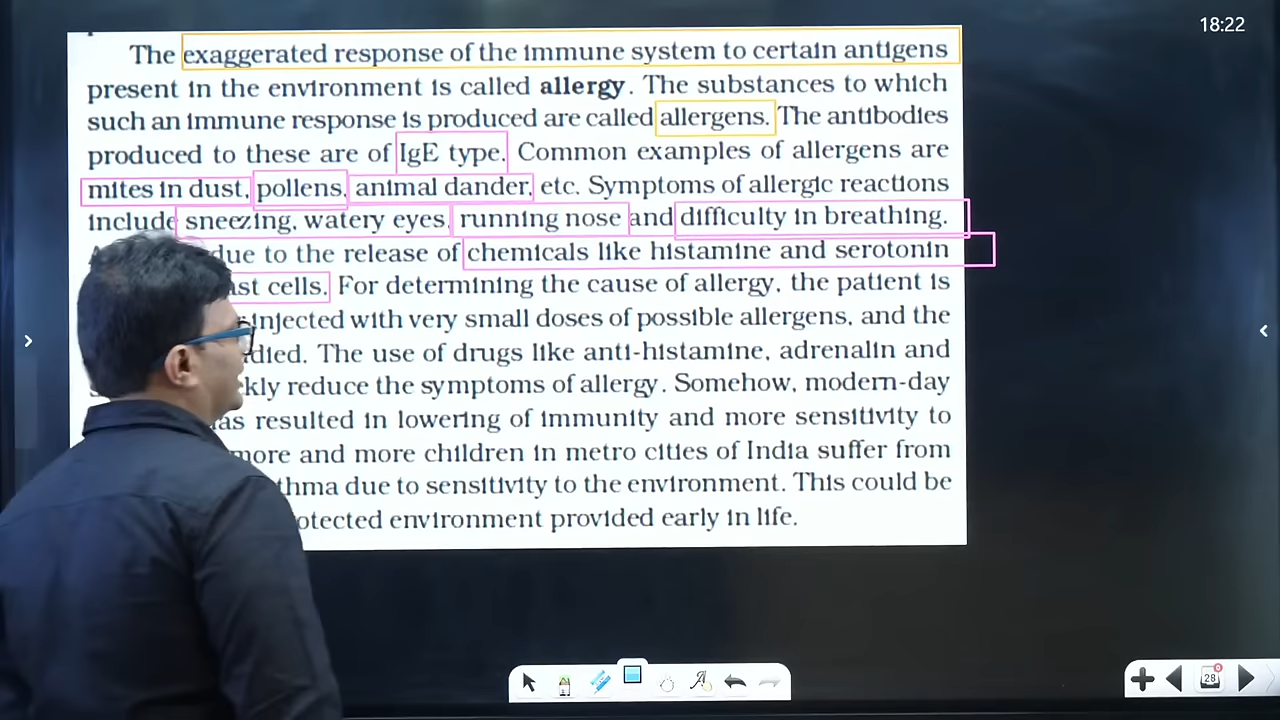 18:22
The exaggerated response of the immune system to certain antigens
present in the environment is called allergy. The substances to which
such an immune response is produced are called allergens. The antibodies
produced to these are of IgE type. Common examples of allergens are
mites in dust, pollens, animal dander, etc. Symptoms of allergic reactions
include sneezing, watery eyes, running nose and difficulty in breathing.
due to the release of chemicals like histamine and serotonin
cells. For determining the cause of allergy, the patient is
injected with very small doses of possible allergens, and the
The use of drugs like anti-histamine, adrenalin and
reduce the symptoms of allergy. Somehow, modern-day
resulted in lowering of immunity and more sensitivity to
more and more children in metro cities of India suffer from
due to sensitivity to the environment. This could be
environment provided early in life.
28